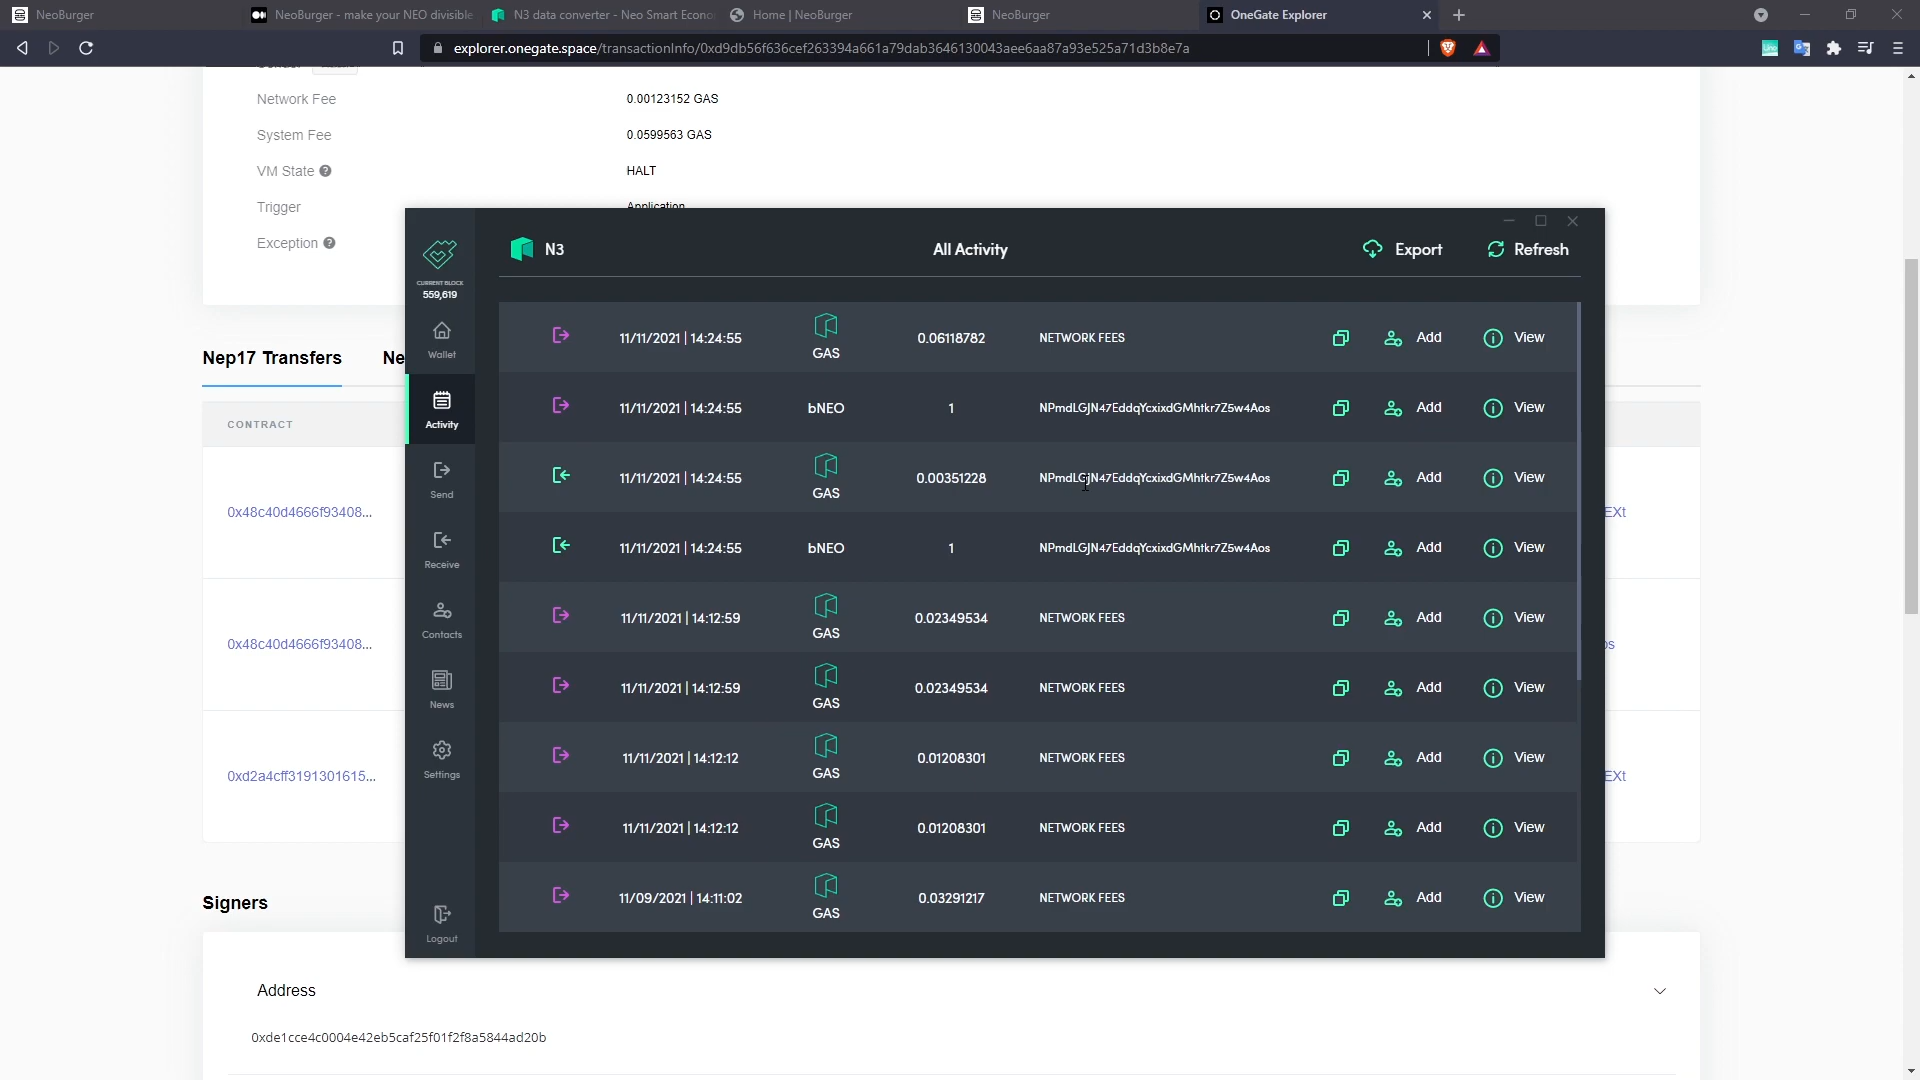 NeoBurger
NeoBurger - make your NEO divisible
N3 data converter - Neo Smart Econo
Home | NeoBurger
NeoBurger
OneGate Explorer
explorer.onegate.space/transactionInfo/0xd9db56f636cef263394a661a79dab3646130043aee6aa87a93e525a71d3b8e7a
Network Fee 0.00123152 GAS
System Fee 0.0599563 GAS
VM State HALT
Trigger Application
Exception
Nep17 Transfers Ne
CONTRACT
0x48c40d4666f93408... EXt
0x48c40d4666f93408... os
0xd2a4cff3191301615... EXt
Signers
Address
0xde1cce4c0004e42eb5caf25f01f2f8a5844ad20b
CURRENT BLOCK
559,619
Wallet
Activity
Send
Receive
Contacts
News
Settings
Logout
N3 All Activity Export Refresh
11/11/2021 | 14:24:55 GAS 0.06118782 NETWORK FEES Add View
11/11/2021 | 14:24:55 bNEO 1 NPmdLGJN47EddqYcxixdGMhtkr7Z5w4Aos Add View
11/11/2021 | 14:24:55 GAS 0.00351228 NPmdLGJN47EddqYcxixdGMhtkr7Z5w4Aos Add View
11/11/2021 | 14:24:55 bNEO 1 NPmdLGJN47EddqYcxixdGMhtkr7Z5w4Aos Add View
11/11/2021 | 14:12:59 GAS 0.02349534 NETWORK FEES Add View
11/11/2021 | 14:12:59 GAS 0.02349534 NETWORK FEES Add View
11/11/2021 | 14:12:12 GAS 0.01208301 NETWORK FEES Add View
11/11/2021 | 14:12:12 GAS 0.01208301 NETWORK FEES Add View
11/09/2021 | 14:11:02 GAS 0.03291217 NETWORK FEES Add View